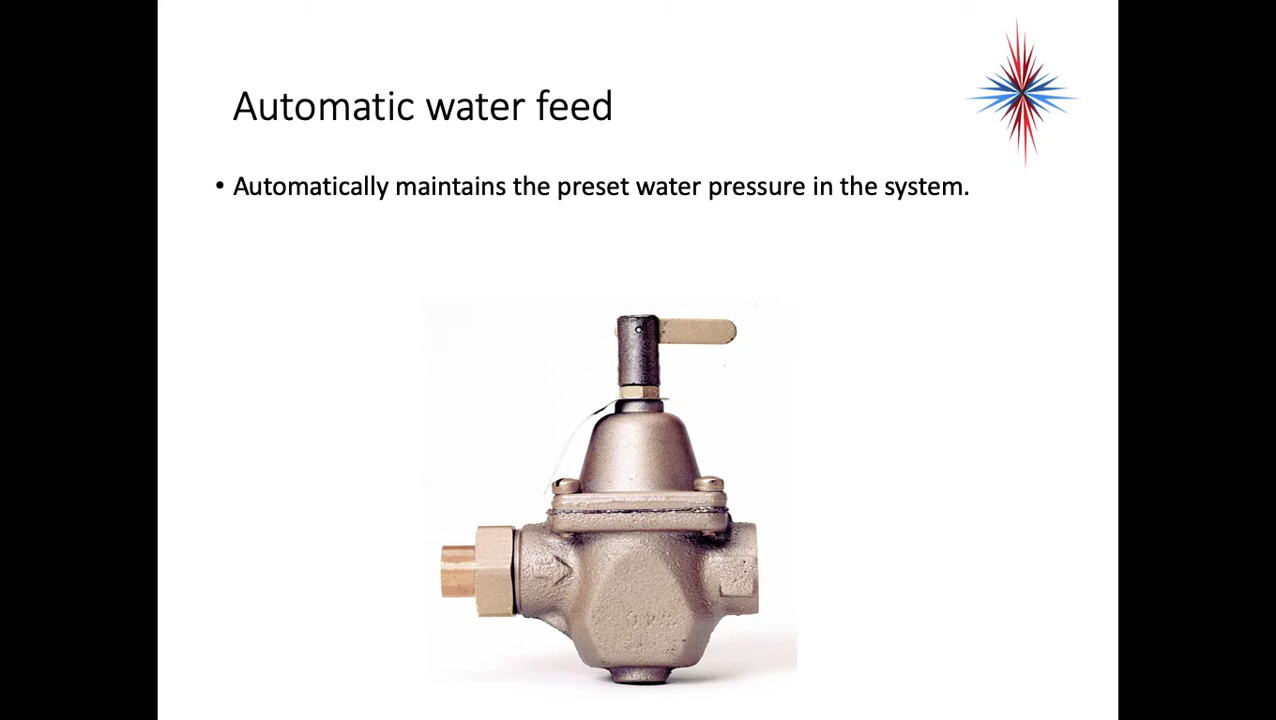 Automatic water feed
• Automatically maintains the preset water pressure in the system.